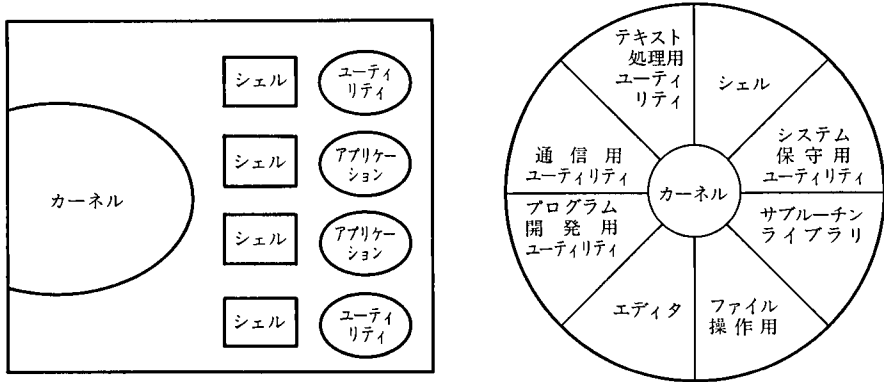 カーネル
シェル
ユーティ
リティ
シェル
アプリケー
ション
シェル
アプリケー
ション
シェル
ユーティ
リティ
テキスト
処理用
ユーティ
リティ
シェル
システム
保守用
ユーティリティ
サブルーチン
ライブラリ
ファイル
操作用
エディタ
プログラム
開発用
ユーティリティ
通信用
ユーティリティ
カーネル